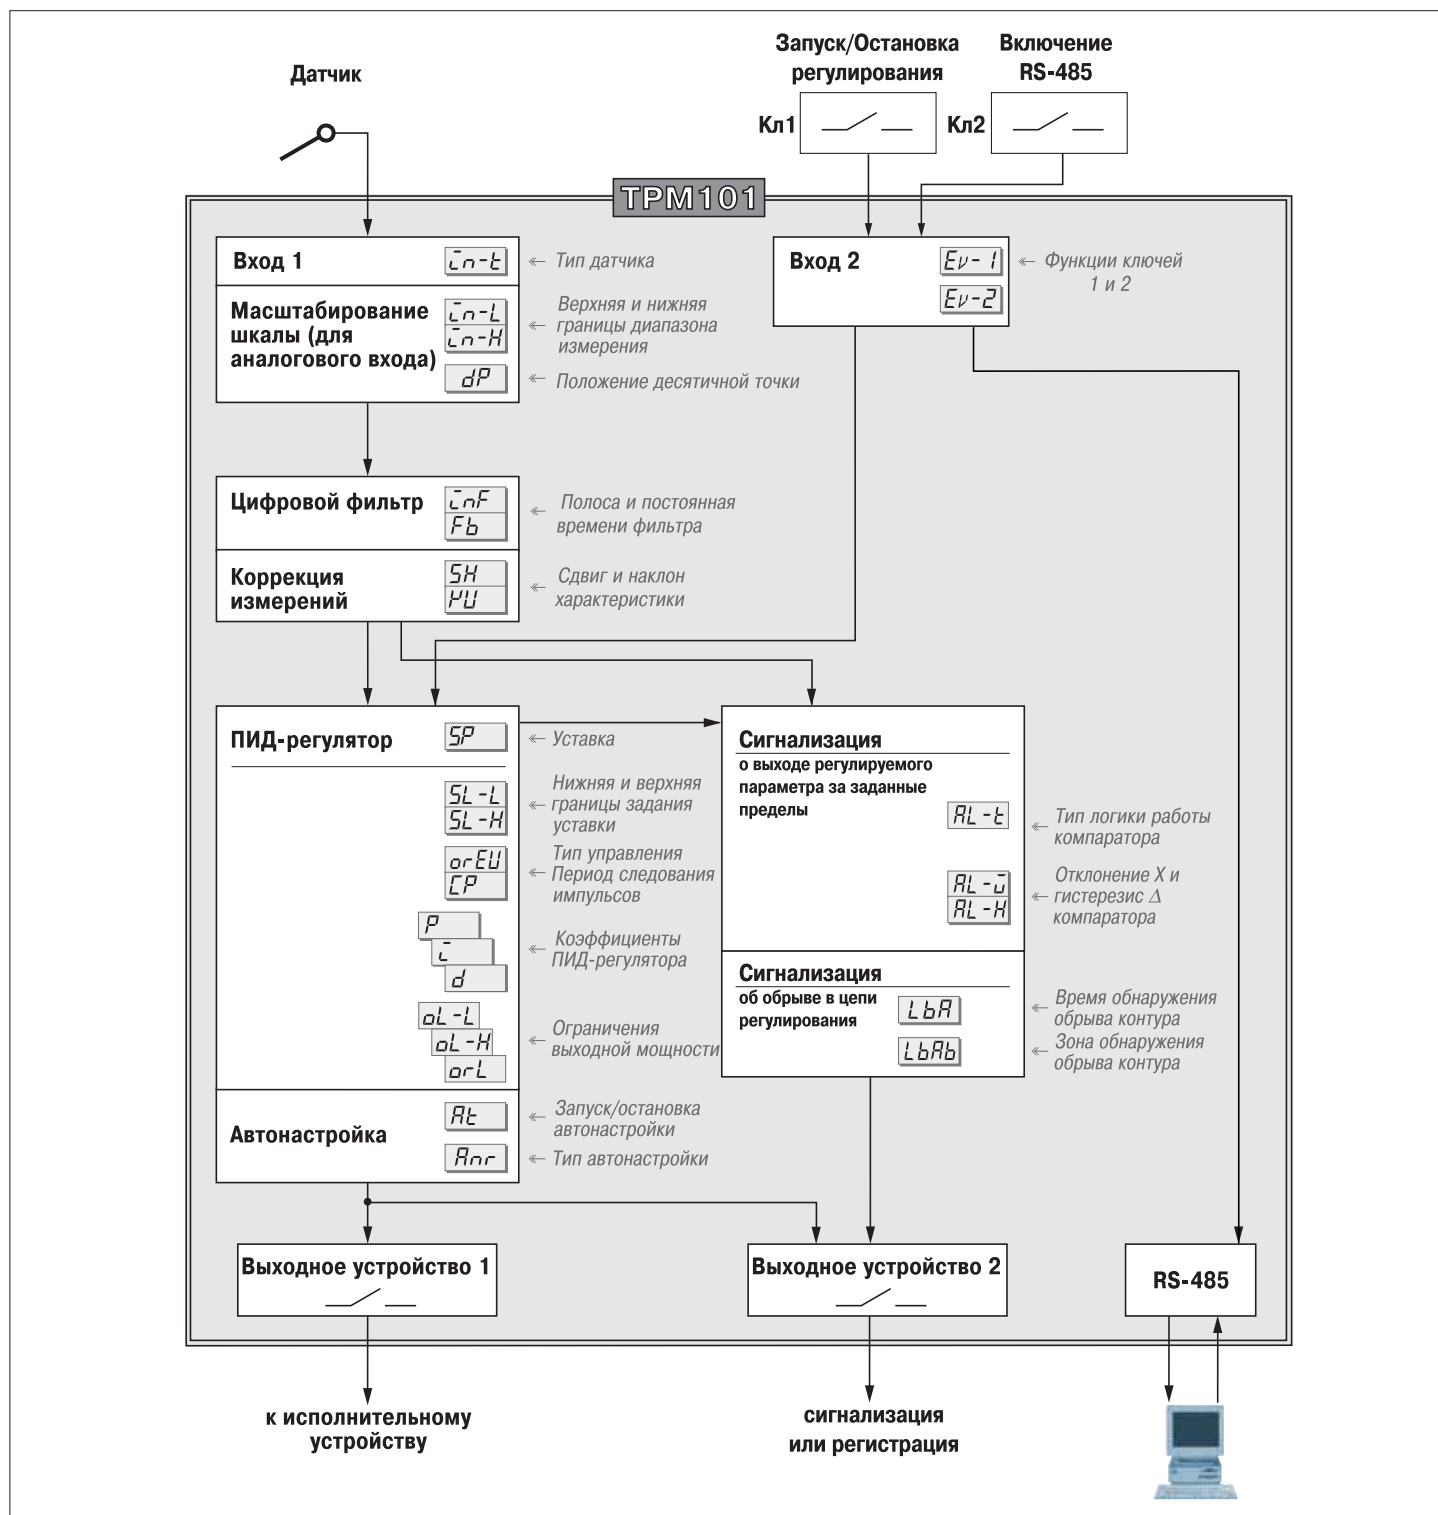 Датчик
Запуск/Остановка
регулирования
Включение
RS-485
Кл1
Кл2
ТРМ101
Вход 1
in-t
Тип датчика
Масштабирование
шкалы (для
аналогового входа)
in-L
in-H
Верхняя и нижняя
границы диапазона
измерения
dP
Положение десятичной точки
Вход 2
Ev-1
Ev-2
Функции ключей
1 и 2
Цифровой фильтр
inF
Fb
Полоса и постоянная
времени фильтра
Коррекция
измерений
SH
KU
Сдвиг и наклон
характеристики
ПИД-регулятор
SP
Уставка
SL-L
SL-H
Нижняя и верхняя
границы задания
уставки
orEU
CP
Тип управления
Период следования
импульсов
P
i
d
Коэффициенты
ПИД-регулятора
oL-L
oL-H
orL
Ограничения
выходной мощности
Автонастройка
At
Запуск/остановка
автонастройки
Anr
Тип автонастройки
Сигнализация
о выходе регулируемого
параметра за заданные
пределы
AL-t
Тип логики работы
компаратора
AL-d
AL-H
Отклонение X и
гистерезис Δ
компаратора
Сигнализация
об обрыве в цепи
регулирования
LbA
Время обнаружения
обрыва контура
LbAb
Зона обнаружения
обрыва контура
Выходное устройство 1
Выходное устройство 2
RS-485
к исполнительному
устройству
сигнализация
или регистрация